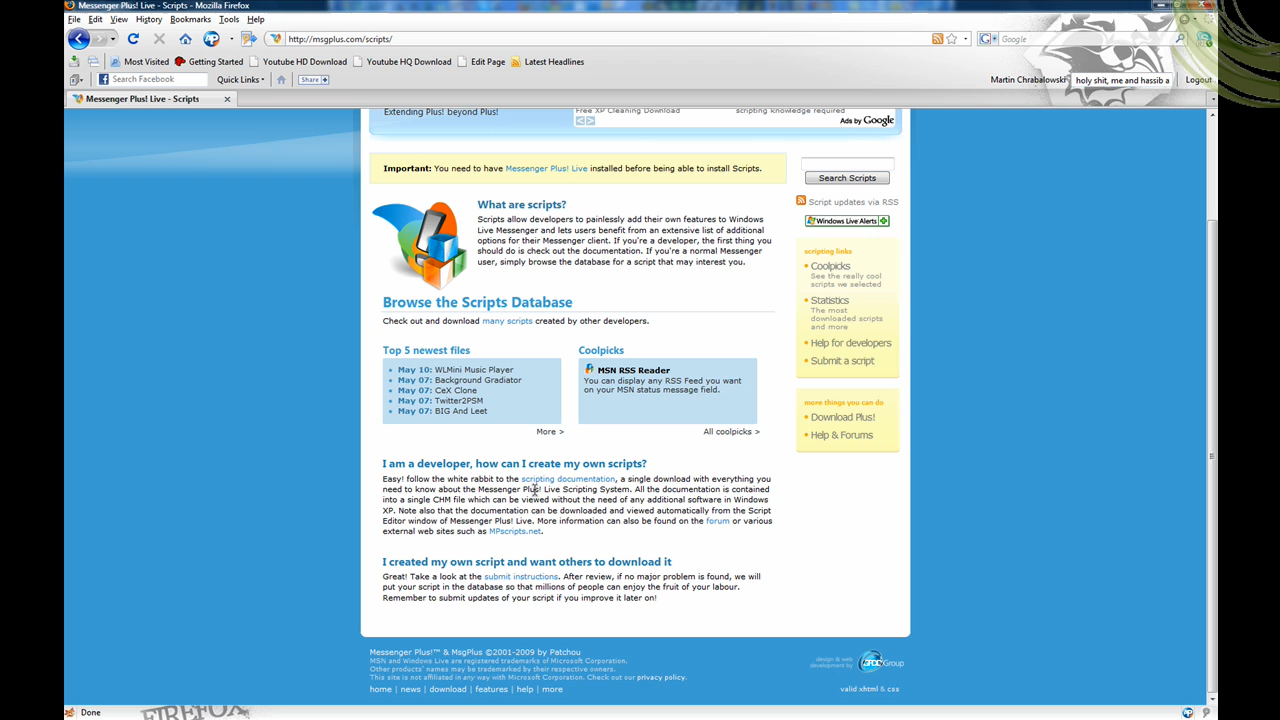 Messenger Plus! Live - Scripts - Mozilla Firefox
File Edit View History Bookmarks Tools Help
http://msgplus.com/scripts/
Google
Most Visited Getting Started Youtube HD Download Youtube HQ Download Edit Page Latest Headlines
Search Facebook Quick Links Share Martin Chrabalowski holy shit, me and hassib a Logout
Messenger Plus! Live - Scripts
Extending Plus! beyond Plus!
Free XP Cleaning Download scripting knowledge required
Ads by Google
Important: You need to have Messenger Plus! Live installed before being able to install Scripts.
Search Scripts
Script updates via RSS
Windows Live Alerts
What are scripts?
Scripts allow developers to painlessly add their own features to Windows
Live Messenger and lets users benefit from an extensive list of additional
options for their Messenger client. If you're a developer, the first thing you
should do is check out the documentation. If you're a normal Messenger
user, simply browse the database for a script that may interest you.
scripting links
Coolpicks
See the really cool
scripts we selected
Statistics
The most
downloaded scripts
and more
Help for developers
Submit a script
Browse the Scripts Database
Check out and download many scripts created by other developers.
Top 5 newest files
May 10: WLMini Music Player
May 07: Background Gradiator
May 07: CeX Clone
May 07: Twitter2PSM
May 07: BIG And Leet
More >
Coolpicks
MSN RSS Reader
You can display any RSS Feed you want
on your MSN status message field.
All coolpicks >
more things you can do
Download Plus!
Help & Forums
I am a developer, how can I create my own scripts?
Easy! follow the white rabbit to the scripting documentation, a single download with everything you
need to know about the Messenger Plus! Live Scripting System. All the documentation is contained
into a single CHM file which can be viewed without the need of any additional software in Windows
XP. Note also that the documentation can be downloaded and viewed automatically from the Script
Editor window of Messenger Plus! Live. More information can also be found on the forum or various
external web sites such as MPscripts.net.
I created my own script and want others to download it
Great! Take a look at the submit instructions. After review, if no major problem is found, we will
put your script in the database so that millions of people can enjoy the fruit of your labour.
Remember to submit updates of your script if you improve it later on!
Messenger Plus!™ & MsgPlus ©2001-2009 by Patchou
MSN and Windows Live are registered trademarks of Microsoft Corporation.
Other products' names may be trademarked by their respective owners.
This site is not affiliated in any way with Microsoft Corporation. Check out our privacy policy.
home | news | download | features | help | more
design & web
development by
Group
valid xhtml & css
Done
FIREFOX